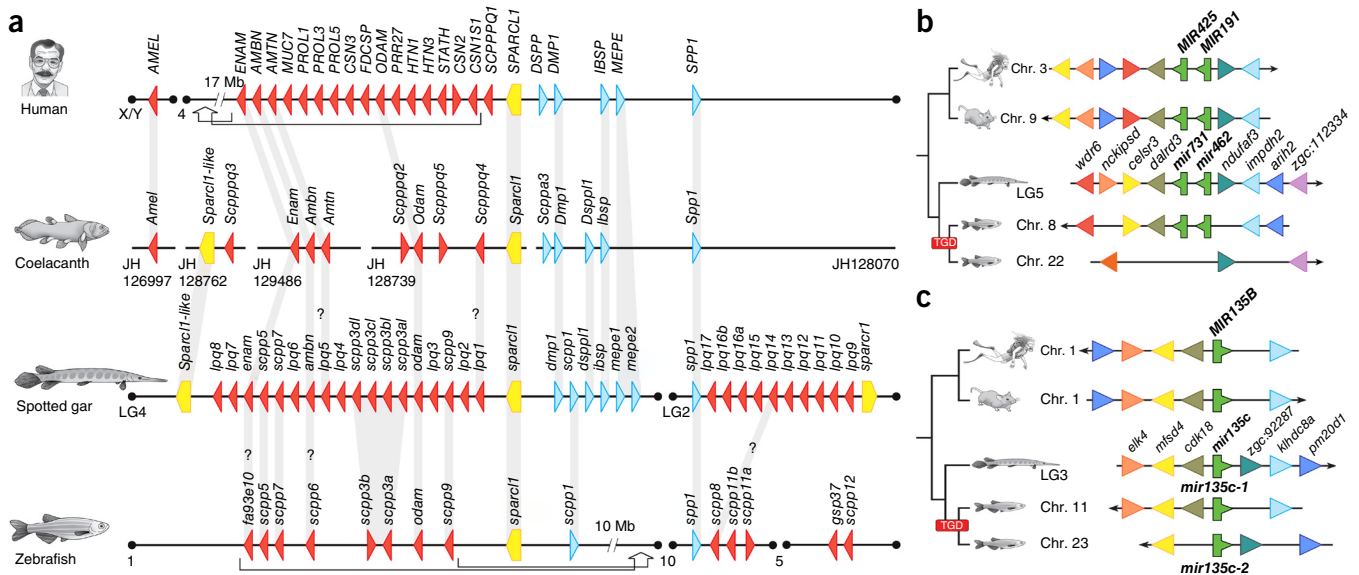 a
AMEL
ENAM
AMBN
AMTN
MUC7
PROL1
PROL3
PROL5
CSN3
FDCSP
ODAM
PRR27
HTN1
HTN3
STATH
CSN2
CSN1S1
SCPPPQ1
SPARCL1
DSPP
DMP1
IBSP
MEPE
SPP1
17 Mb
X/Y
4
Human
Amel
Sparcl1-like
Scpppq3
Enam
Ambn
Amtn
Scpppq2
Odam
Scpppq5
Scpppq4
Sparcl1
Scpppa3
Dmp1
Dsppl1
Ibsp
Spp1
Coelacanth
JH
126997
JH
128762
JH
129486
JH
128739
JH128070
?
?
Sparcl1-like
lpq8
lpq7
enam
scpp5
scpp7
lpq6
ambn
lpq5
lpq4
scpp3dl
scpp3cl
scpp3bl
scpp3al
odam
lpq3
scpp9
lpq2
lpq1
sparcl1
dmp1
scpp1
dsppl1
ibsp
mepe1
mepe2
spp1
lpq17
lpq16b
lpq16a
lpq15
lpq14
lpq13
lpq12
lpq11
lpq10
lpq9
sparcr1
Spotted gar
LG4
LG2
?
?
?
fa93e10
scpp5
scpp7
scpp6
scpp3b
scpp3a
odam
scpp9
sparcl1
scpp1
10 Mb
spp1
scpp8
scpp11b
scpp11a
gsp37
scpp12
Zebrafish
1
10
5
b
MIR425
MIR191
Chr. 3
Chr. 9
wdr6
nckipsd
celsr3
dalrd3
mir731
mir462
ndufaf3
impdh2
arih2
zgc:112334
LG5
Chr. 8
TGD
Chr. 22
c
MIR135B
Chr. 1
Chr. 1
elk4
mfsd4
cdk18
mir135c
zgc:92287
klhdc8a
pm20d1
LG3
mir135c-1
Chr. 11
TGD
Chr. 23
mir135c-2